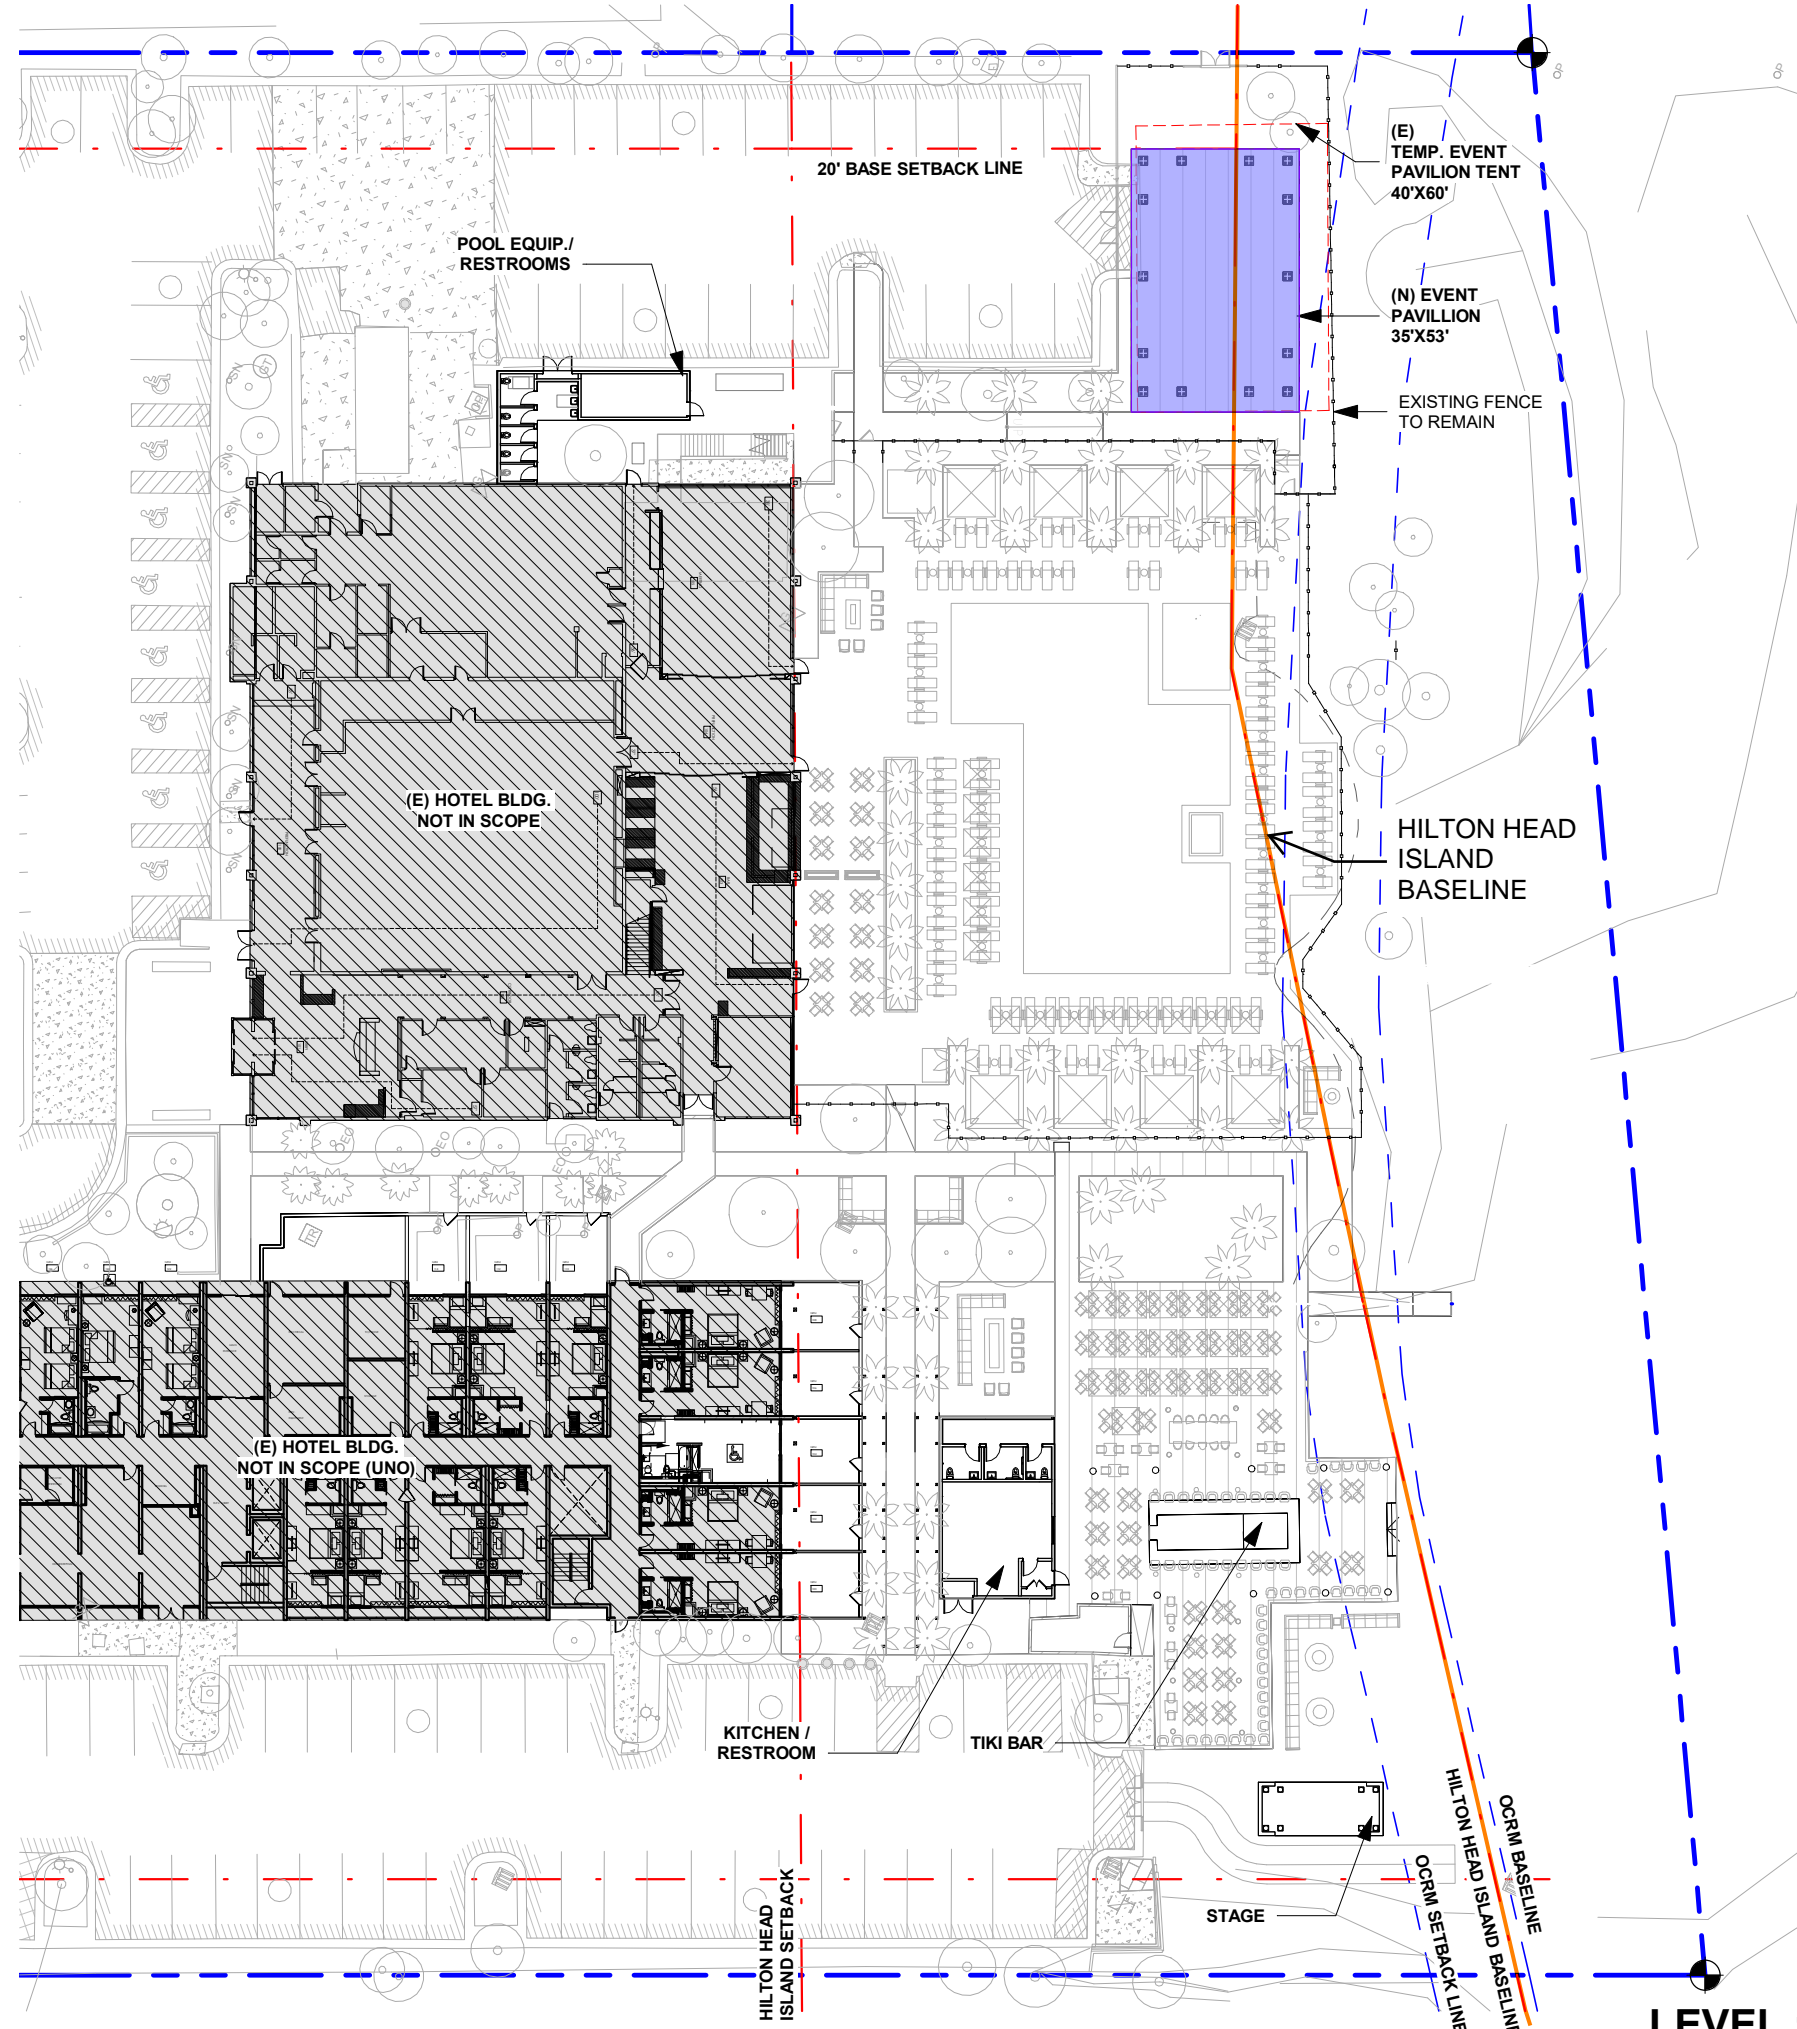 20' BASE SETBACK LINE
(E)
TEMP. EVENT
PAVILION TENT
40'X60'
POOL EQUIP./
RESTROOMS
(N) EVENT
PAVILLION
35'X53'
EXISTING FENCE
TO REMAIN
(E) HOTEL BLDG.
NOT IN SCOPE
HILTON HEAD
ISLAND
BASELINE
(E) HOTEL BLDG.
NOT IN SCOPE (UNO)
KITCHEN /
RESTROOM
TIKI BAR
STAGE
HILTON HEAD
ISLAND SETBACK
OCRM SETBACK LINE
HILTON HEAD ISLAND BASELINE
OCRM BASELINE
LEVEL